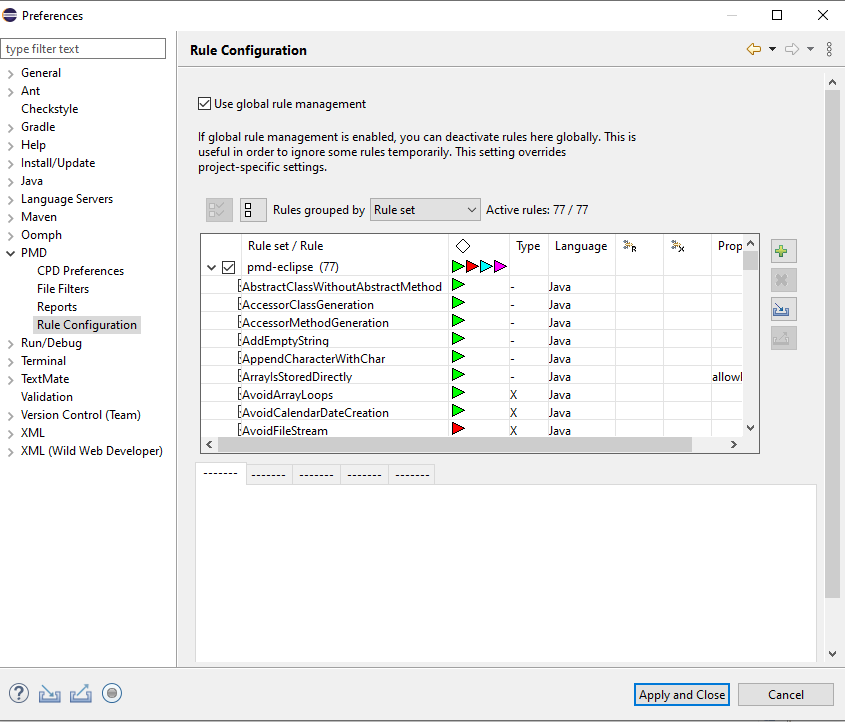 Preferences
type filter text
General
Ant
Checkstyle
Gradle
Help
Install/Update
Java
Language Servers
Maven
Oomph
PMD
CPD Preferences
File Filters
Reports
Rule Configuration
Run/Debug
Terminal
TextMate
Validation
Version Control (Team)
XML
XML (Wild Web Developer)
Rule Configuration
Use global rule management
If global rule management is enabled, you can deactivate rules here globally. This is
useful in order to ignore some rules temporarily. This setting overrides
project-specific settings.
Rules grouped by Rule set Active rules: 77 / 77
Rule set / Rule Type Language R X Prop
pmd-eclipse (77)
AbstractClassWithoutAbstractMethod - Java
AccessorClassGeneration - Java
AccessorMethodGeneration - Java
AddEmptyString - Java
AppendCharacterWithChar - Java
ArrayIsStoredDirectly - Java allowl
AvoidArrayLoops X Java
AvoidCalendarDateCreation X Java
AvoidFileStream X Java
------- ------- ------- ------- -------
Apply and Close Cancel